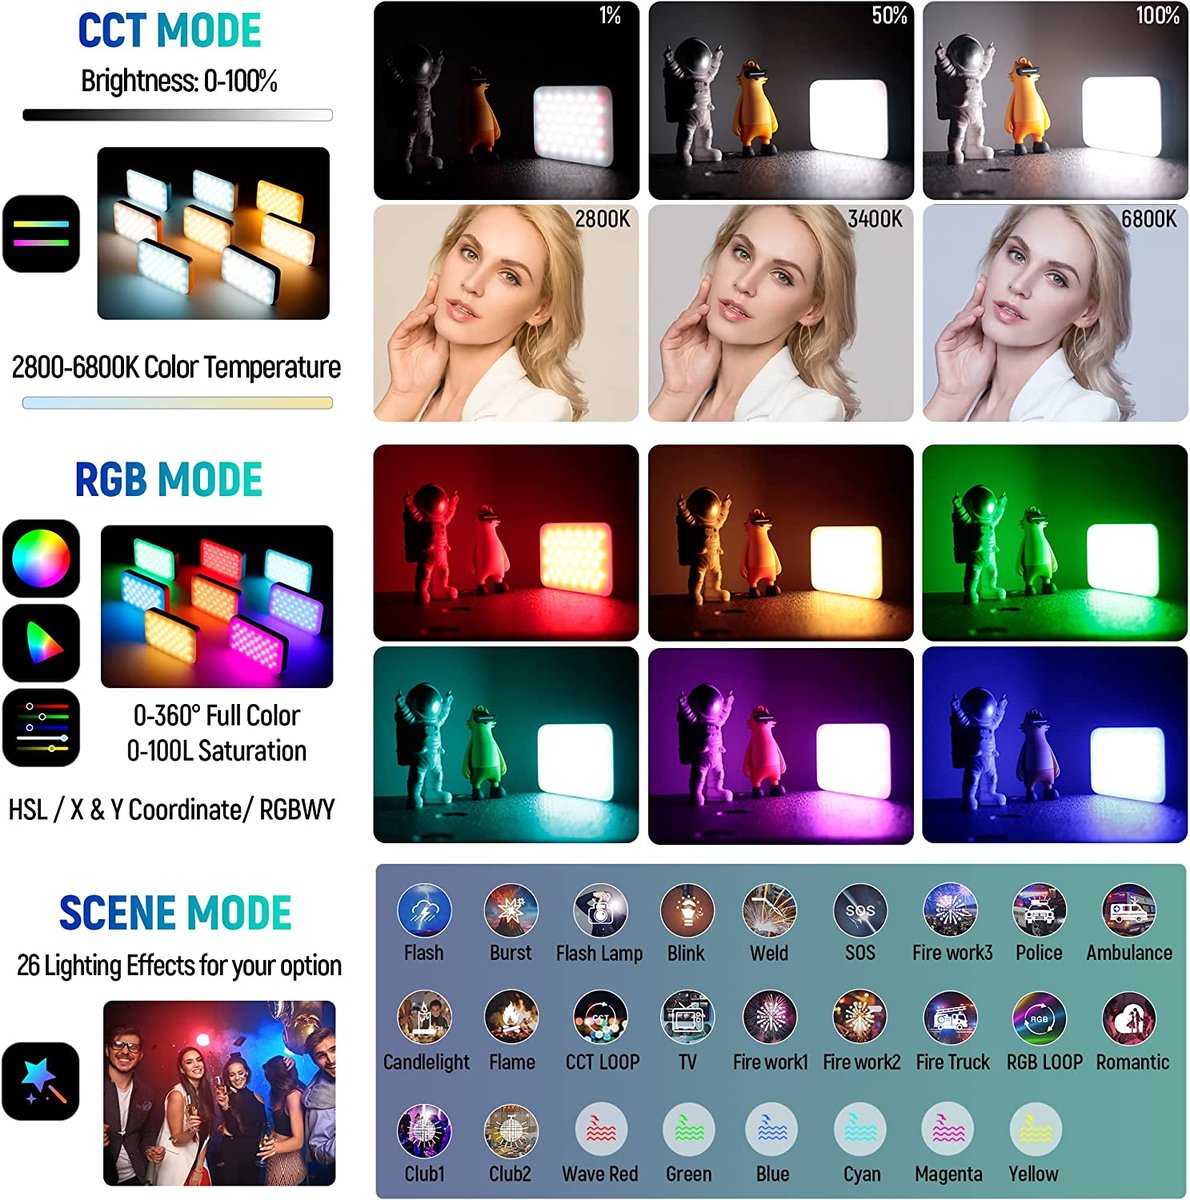 CCT MODE
Brightness: 0-100%
1%
50%
100%
2800-6800K Color Temperature
2800K
3400K
6800K
RGB MODE
0-360° Full Color
0-100L Saturation
HSL / X & Y Coordinate/ RGBWY
SCENE MODE
26 Lighting Effects for your option
SOS
Flash Burst Flash Lamp Blink Weld SOS Fire work3 Police Ambulance
CCT
RGB
Candlelight Flame CCT LOOP TV Fire work1 Fire work2 Fire Truck RGB LOOP Romantic
Club1 Club2 Wave Red Green Blue Cyan Magenta Yellow